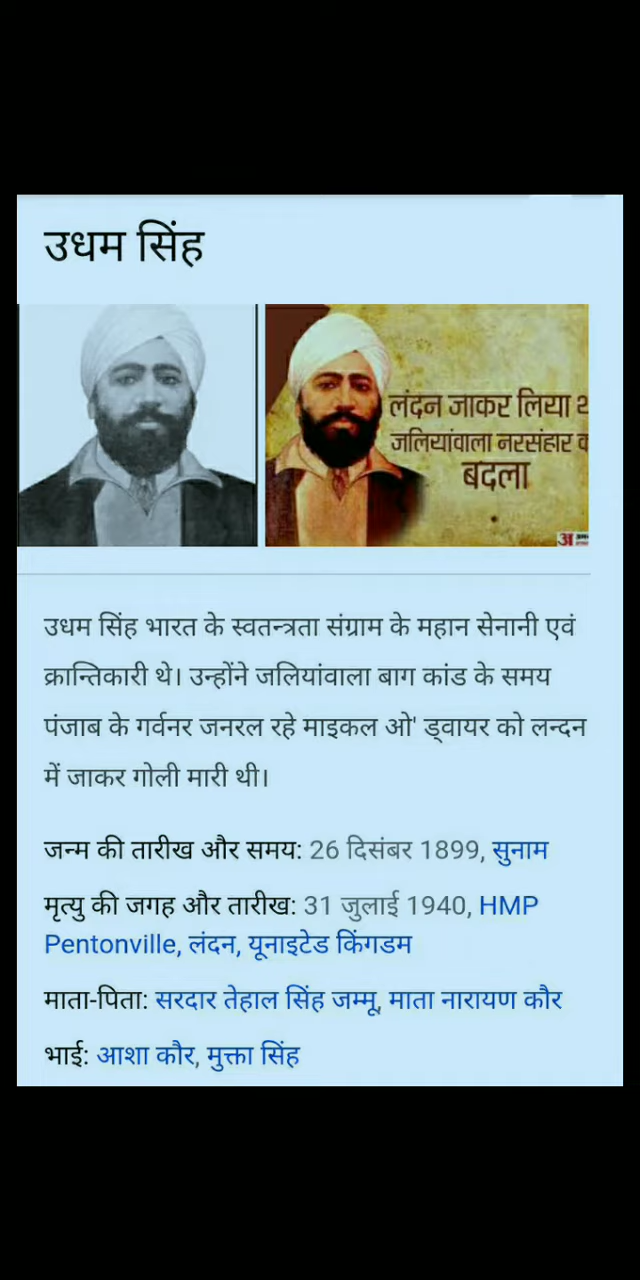 उधम सिंह
लंदन जाकर लिया
जलियांवाला नरसंहार
बदला
अ
उधम सिंह भारत के स्वतन्त्रता संग्राम के महान सेनानी एवं
क्रान्तिकारी थे। उन्होंने जलियांवाला बाग कांड के समय
पंजाब के गर्वनर जनरल रहे माइकल ओ' ड्वायर को लन्दन
में जाकर गोली मारी थी।
जन्म की तारीख और समय: 26 दिसंबर 1899, सुनाम
मृत्यु की जगह और तारीख: 31 जुलाई 1940, HMP
Pentonville, लंदन, यूनाइटेड किंगडम
माता-पिता: सरदार तेहाल सिंह जम्मू, माता नारायण कौर
भाई: आशा कौर, मुक्ता सिंह